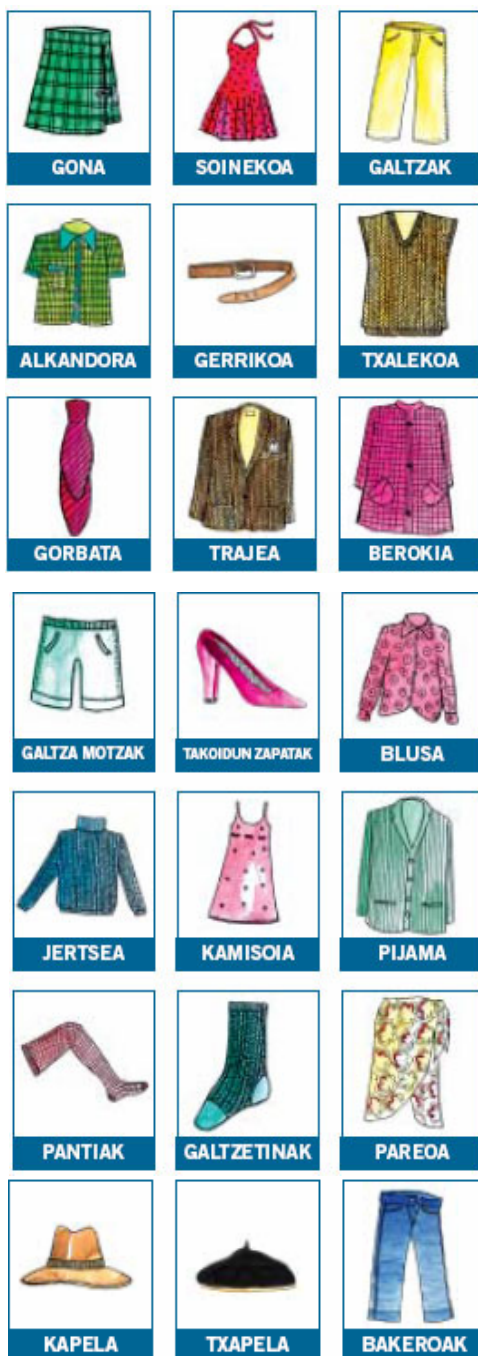 GONA
SOINEKOA
GALTZAK
ALKANDORA
GERRIKOA
TXALEKOA
GORBATA
TRAJEA
BEROKIA
GALTZA MOTZAK
TAKOIDUN ZAPATAK
BLUSA
JERTSEA
KAMISOIA
PIJAMA
PANTIAK
GALTZETINAK
PAREOA
KAPELA
TXAPELA
BAKEROAK